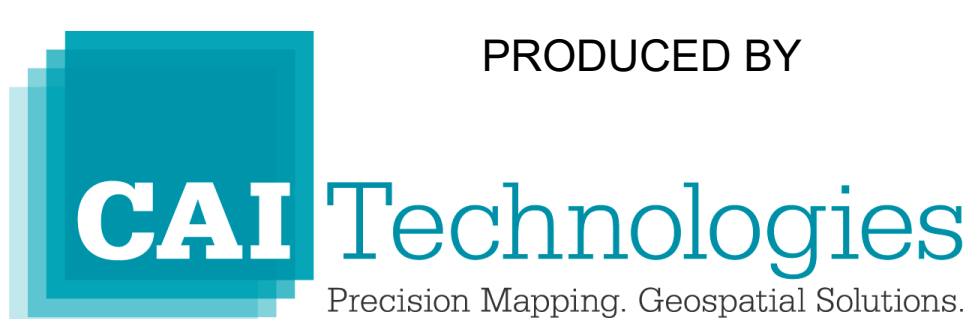 PRODUCED BY
CAI Technologies
Precision Mapping. Geospatial Solutions.